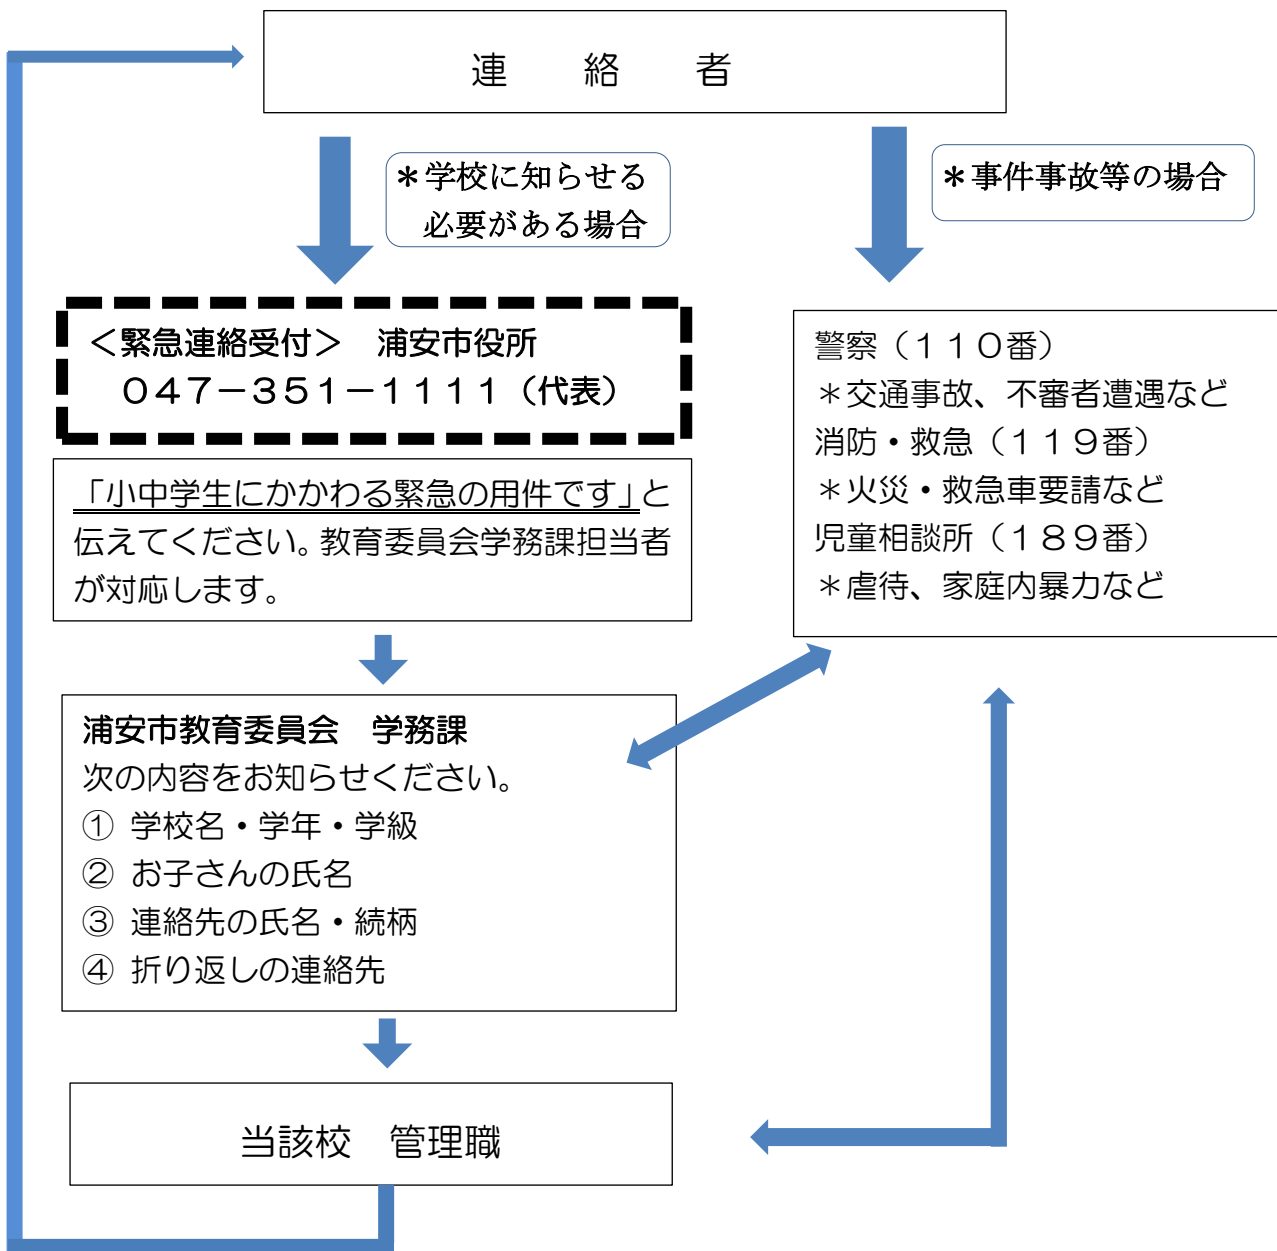 連　絡　者
＊学校に知らせる
必要がある場合
＊事件事故等の場合
＜緊急連絡受付＞　浦安市役所
０４７－３５１－１１１１（代表）
「小中学生にかかわる緊急の用件です」と
伝えてください。教育委員会学務課担当者
が対応します。
警察（１１０番）
＊交通事故、不審者遭遇など
消防・救急（１１９番）
＊火災・救急車要請など
児童相談所（１８９番）
＊虐待、家庭内暴力など
浦安市教育委員会　学務課
次の内容をお知らせください。
① 学校名・学年・学級
② お子さんの氏名
③ 連絡先の氏名・続柄
④ 折り返しの連絡先
当該校　管理職